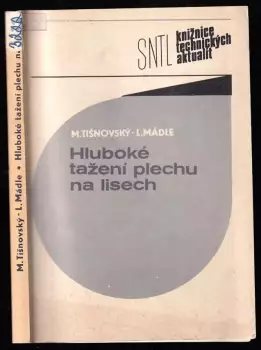 M. Tišnovský - L. Mádle • Hluboké tažení plechu n
SNTL
knižnice
technických
aktualit
M.TIŠNOVSKÝ-L.MÁDLE
Hluboké
tažení plechu
na lisech